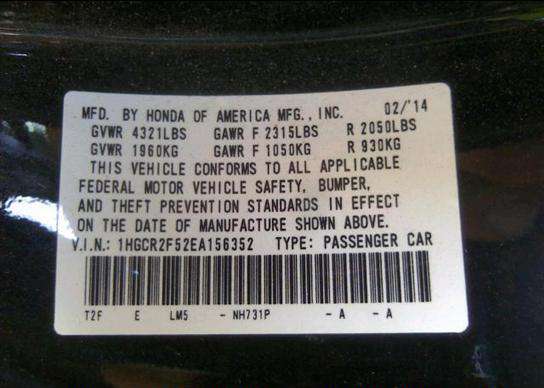 MFD. BY HONDA OF AMERICA MFG., INC. 02/'14
GVWR 4321LBS GAWR F 2315LBS R 2050LBS
GVWR 1960KG GAWR F 1050KG R 930KG
THIS VEHICLE CONFORMS TO ALL APPLICABLE
FEDERAL MOTOR VEHICLE SAFETY, BUMPER,
AND THEFT PREVENTION STANDARDS IN EFFECT
ON THE DATE OF MANUFACTURE SHOWN ABOVE.
V.I.N.: 1HGCR2F52EA156352 TYPE: PASSENGER CAR
T2F E LM5 - NH731P - A - A